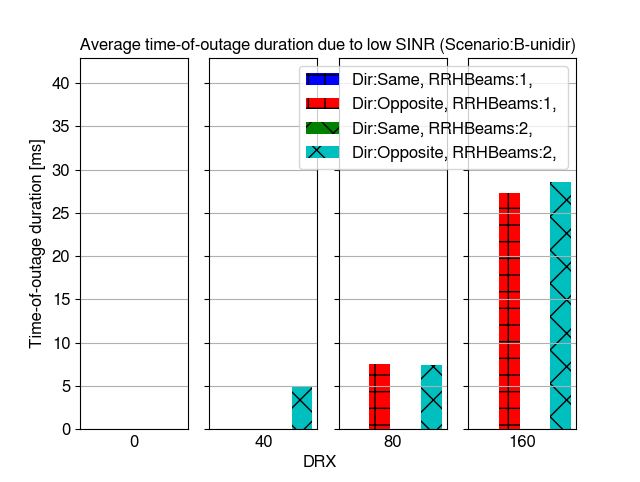 Average time-of-outage duration due to low SINR (Scenario:B-unidir)
Dir:Same, RRHBeams:1,
Dir:Opposite, RRHBeams:1,
Dir:Same, RRHBeams:2,
Dir:Opposite, RRHBeams:2,
Time-of-outage duration [ms]
40
35
30
25
20
15
10
5
0
0 40 80 160
DRX